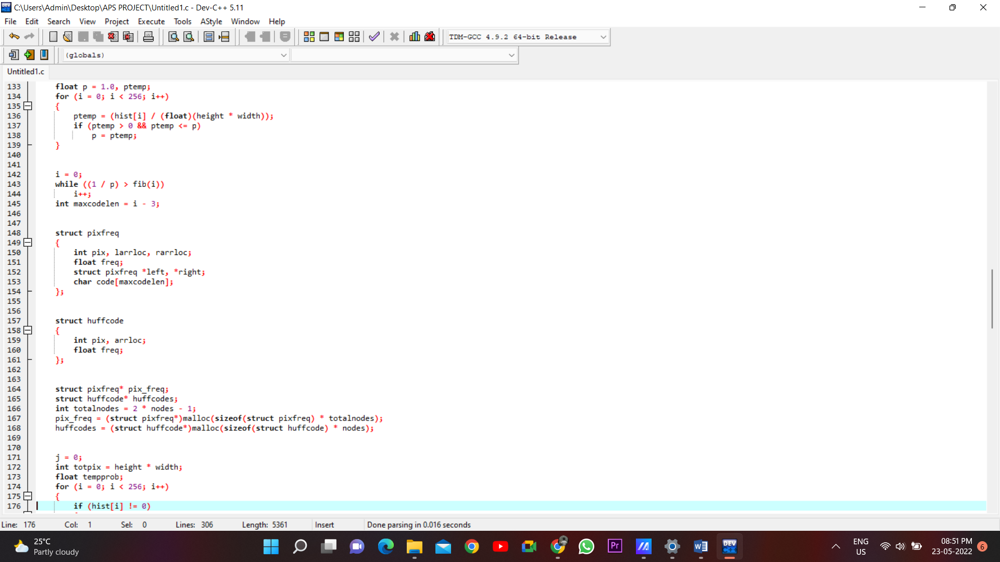 C:\Users\Admin\Desktop\APS PROJECT\Untitled1.c - Dev-C++ 5.11
File Edit Search View Project Execute Tools AStyle Window Help
TDM-GCC 4.9.2 64-bit Release
(globals)
Untitled1.c
133 float p = 1.0, ptemp;
134 for (i = 0; i < 256; i++)
135 {
136 ptemp = (hist[i] / (float)(height * width));
137 if (ptemp > 0 && ptemp <= p)
138 p = ptemp;
139 }
140
141
142 i = 0;
143 while ((1 / p) > fib(i))
144 i++;
145 int maxcodelen = i - 3;
146
147
148 struct pixfreq
149 {
150 int pix, larrloc, rarrloc;
151 float freq;
152 struct pixfreq *left, *right;
153 char code[maxcodelen];
154 };
155
156
157 struct huffcode
158 {
159 int pix, arrloc;
160 float freq;
161 };
162
163
164 struct pixfreq* pix_freq;
165 struct huffcode* huffcodes;
166 int totalnodes = 2 * nodes - 1;
167 pix_freq = (struct pixfreq*)malloc(sizeof(struct pixfreq) * totalnodes);
168 huffcodes = (struct huffcode*)malloc(sizeof(struct huffcode) * nodes);
169
170
171 j = 0;
172 int totpix = height * width;
173 float tempprob;
174 for (i = 0; i < 256; i++)
175 {
176 if (hist[i] != 0)
Line: 176 Col: 1 Sel: 0 Lines: 306 Length: 5361 Insert Done parsing in 0.016 seconds
25°C
Partly cloudy
Pr
DEV
C++
ENG
US
08:51 PM
23-05-2022
6